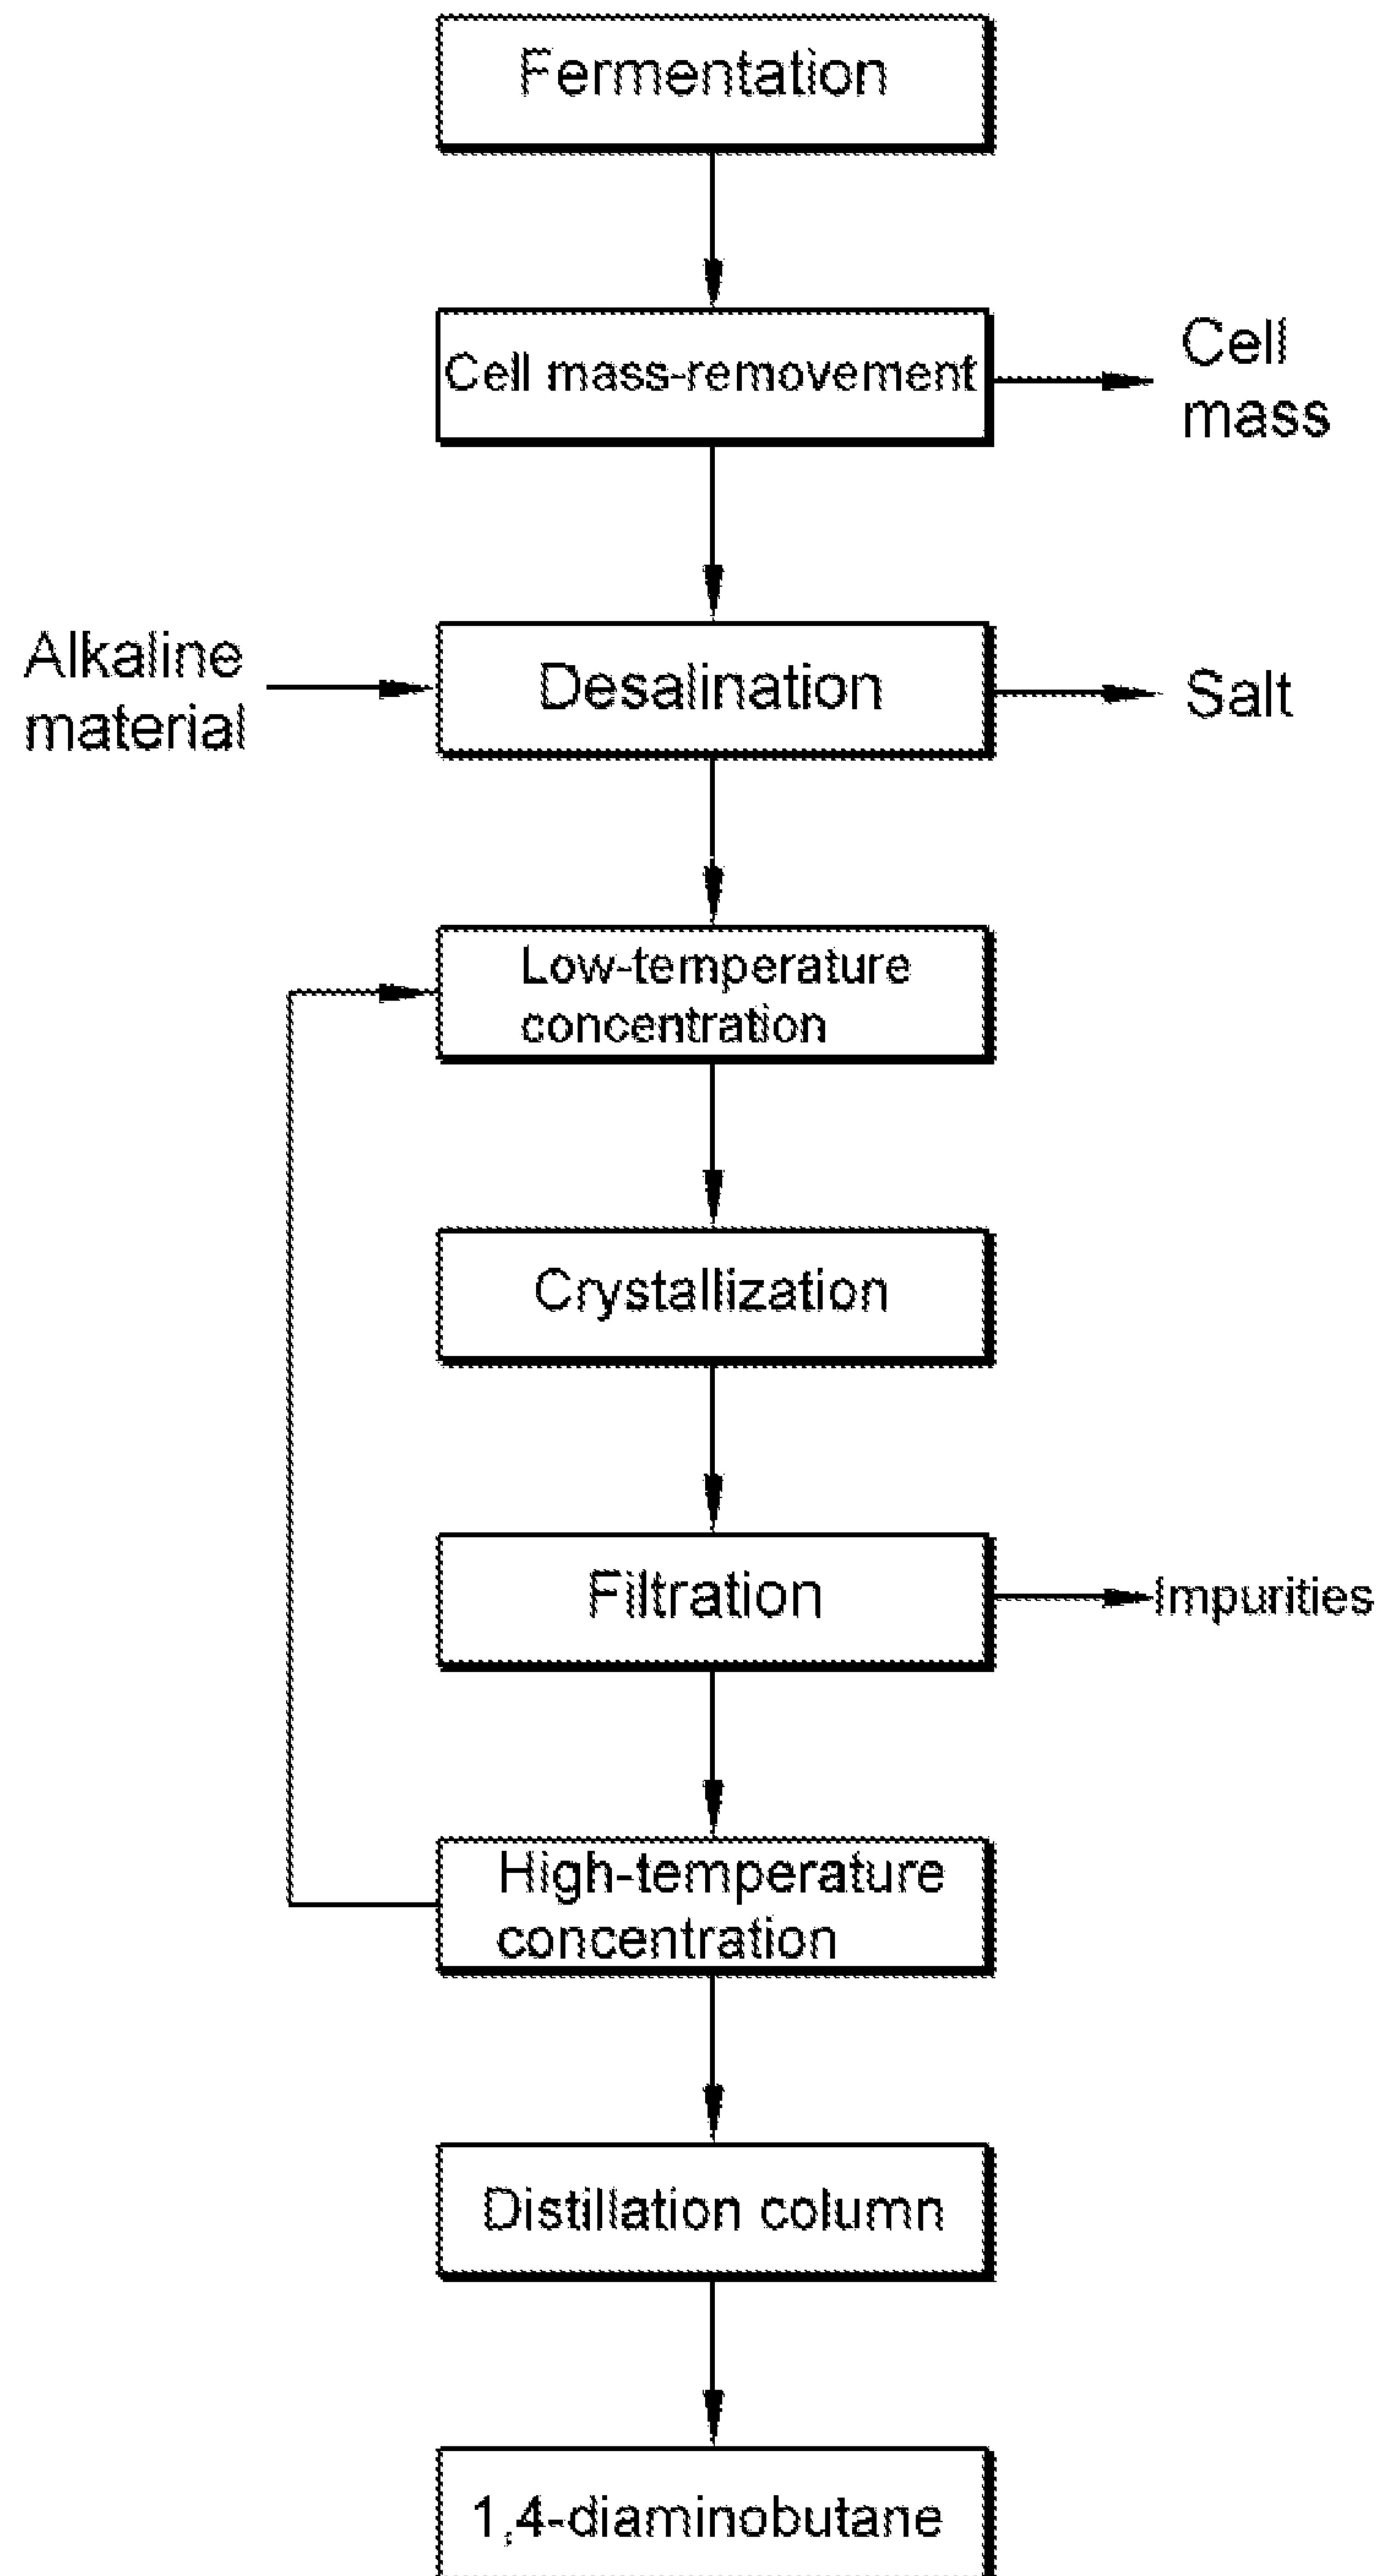 Fermentation
Cell mass-removement
Cell
mass
Alkaline
material
Desalination
Salt
Low-temperature
concentration
Crystallization
Filtration
Impurities
High-temperature
concentration
Distillation column
1,4-diaminobutane